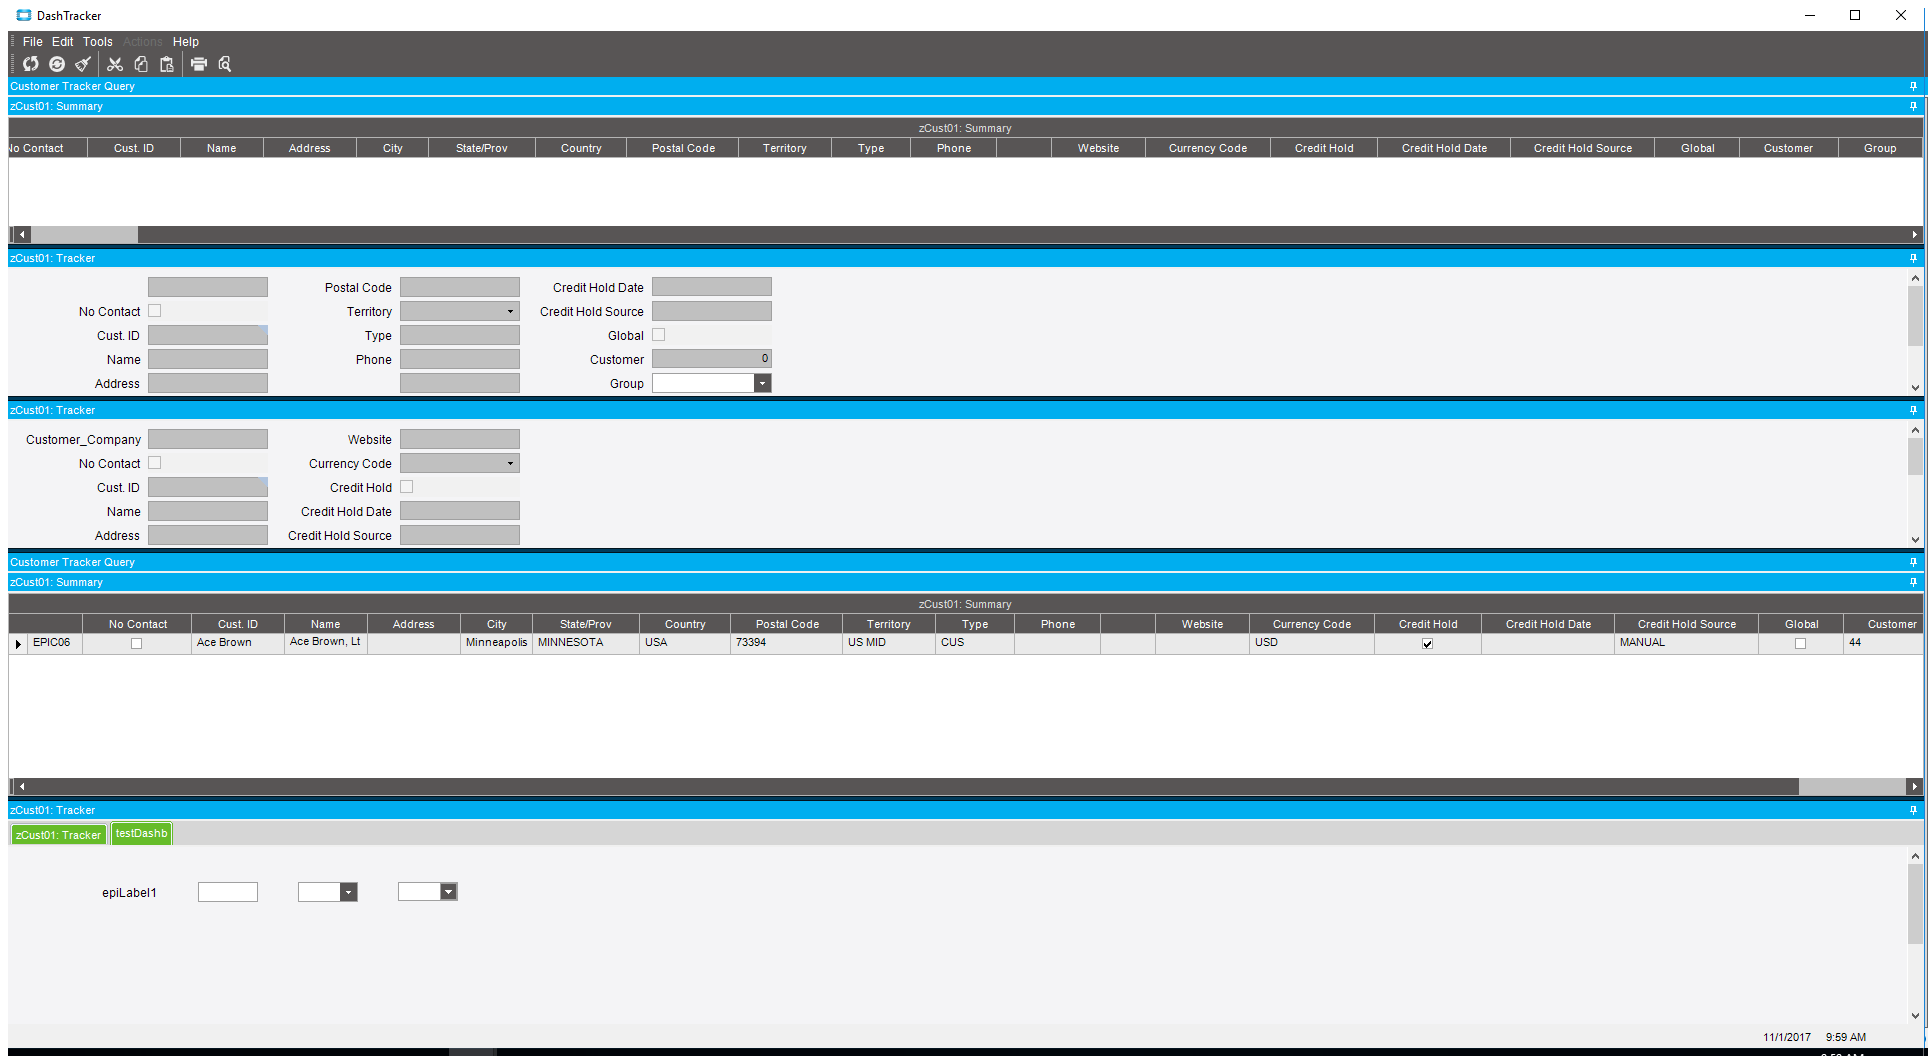 DashTracker
File Edit Tools Actions Help
Customer Tracker Query
zCust01: Summary
zCust01: Summary
No Contact Cust. ID Name Address City State/Prov Country Postal Code Territory Type Phone Website Currency Code Credit Hold Credit Hold Date Credit Hold Source Global Customer Group
zCust01: Tracker
Postal Code Credit Hold Date
No Contact Territory Credit Hold Source
Cust. ID Type Global
Name Phone Customer 0
Address Group
zCust01: Tracker
Customer_Company Website
No Contact Currency Code
Cust. ID Credit Hold
Name Credit Hold Date
Address Credit Hold Source
Customer Tracker Query
zCust01: Summary
zCust01: Summary
No Contact Cust. ID Name Address City State/Prov Country Postal Code Territory Type Phone Website Currency Code Credit Hold Credit Hold Date Credit Hold Source Global Customer
EPIC06 Ace Brown Ace Brown, Lt Minneapolis MINNESOTA USA 73394 US MID CUS USD MANUAL 44
zCust01: Tracker
zCust01: Tracker testDashb
epiLabel1
11/1/2017 9:59 AM